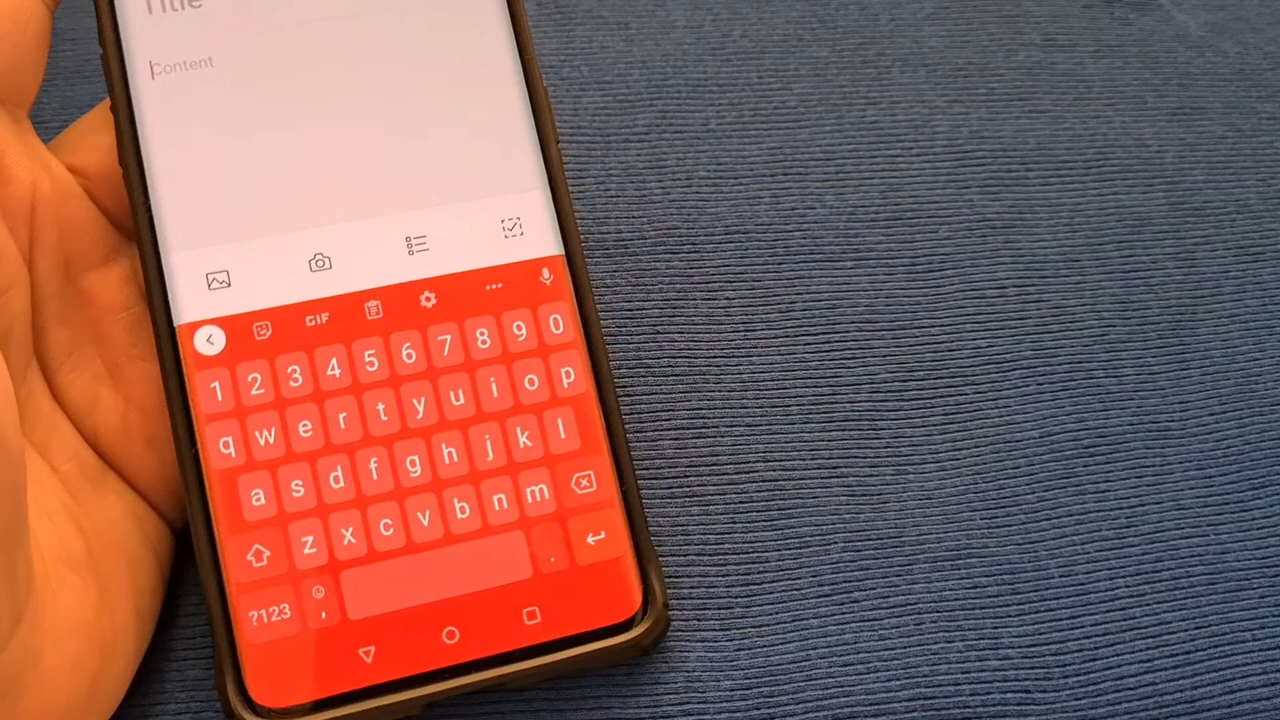 Title
Content
GIF
1 2 3 4 5 6 7 8 9 0
q w e r t y u i o p
a s d f g h j k l
z x c v b n m
?123 , .